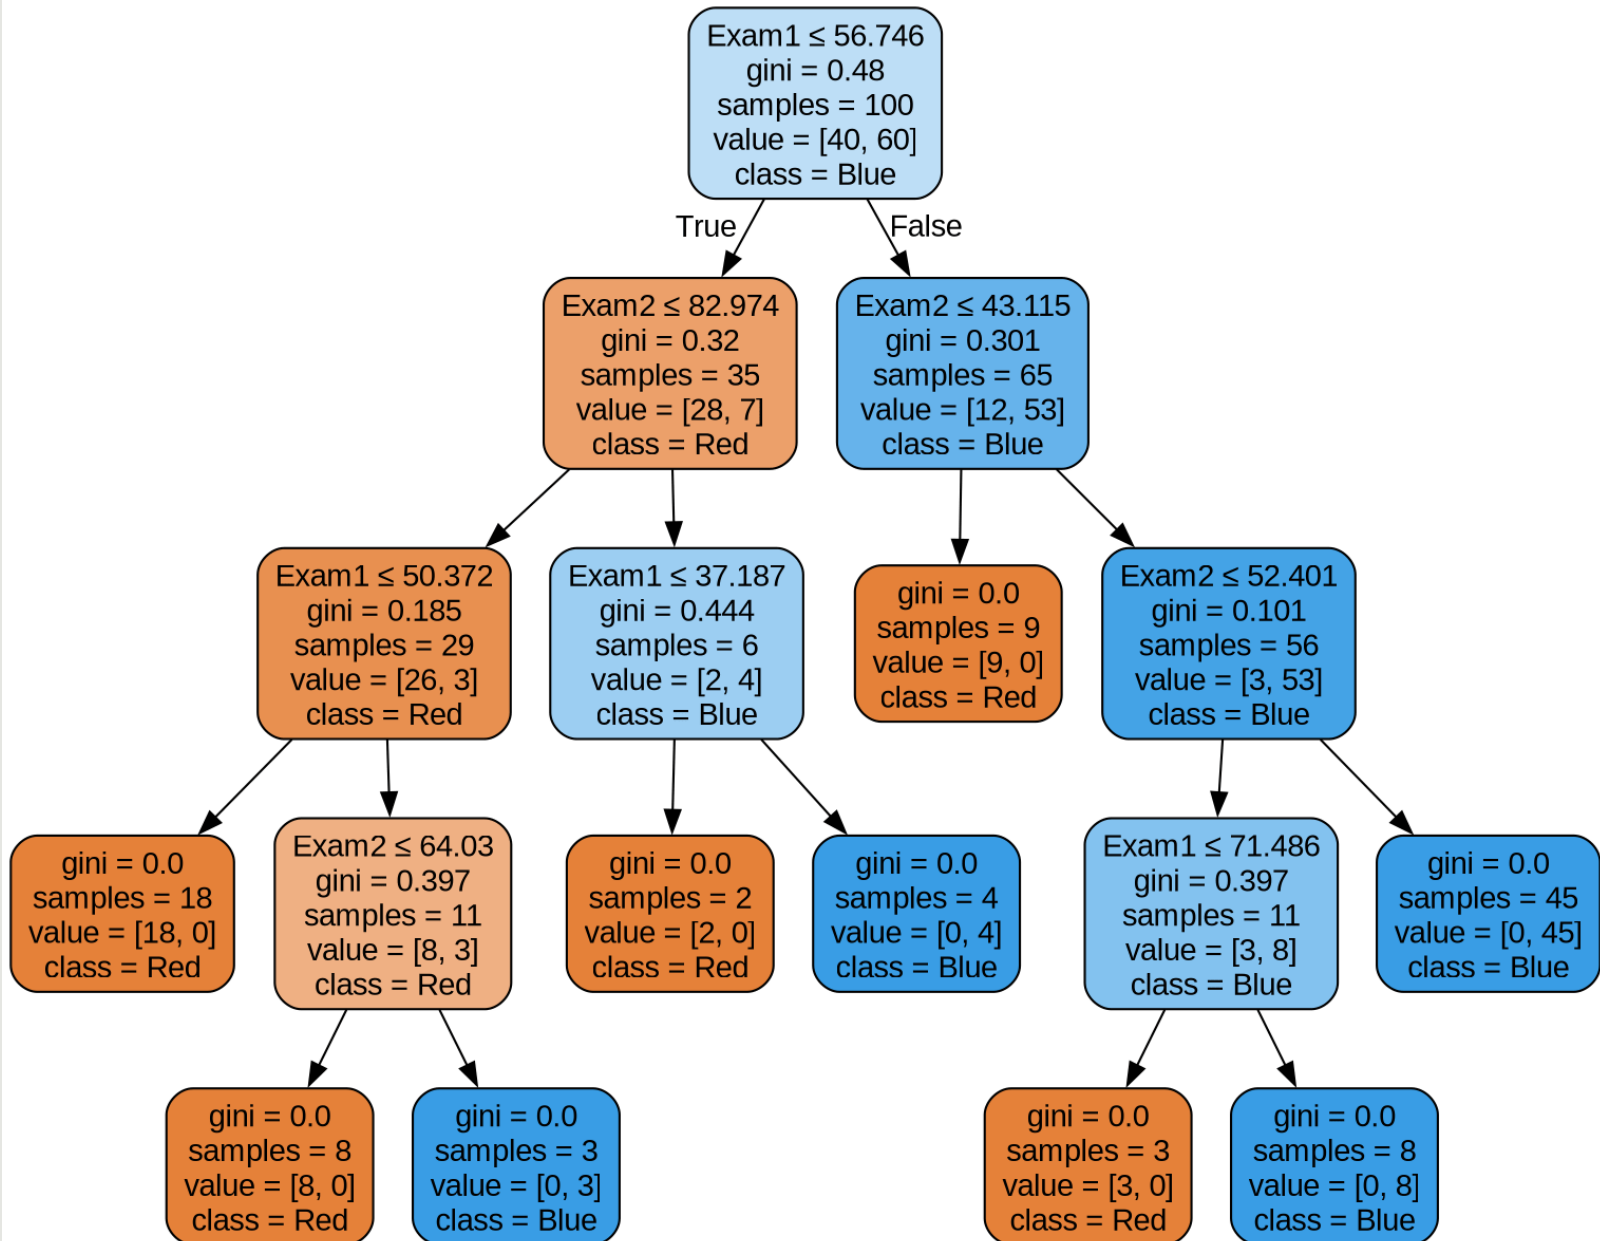 Exam1 ≤ 56.746
gini = 0.48
samples = 100
value = [40, 60]
class = Blue
True
False
Exam2 ≤ 82.974
gini = 0.32
samples = 35
value = [28, 7]
class = Red
Exam2 ≤ 43.115
gini = 0.301
samples = 65
value = [12, 53]
class = Blue
Exam1 ≤ 50.372
gini = 0.185
samples = 29
value = [26, 3]
class = Red
Exam1 ≤ 37.187
gini = 0.444
samples = 6
value = [2, 4]
class = Blue
gini = 0.0
samples = 9
value = [9, 0]
class = Red
Exam2 ≤ 52.401
gini = 0.101
samples = 56
value = [3, 53]
class = Blue
gini = 0.0
samples = 18
value = [18, 0]
class = Red
Exam2 ≤ 64.03
gini = 0.397
samples = 11
value = [8, 3]
class = Red
gini = 0.0
samples = 2
value = [2, 0]
class = Red
gini = 0.0
samples = 4
value = [0, 4]
class = Blue
Exam1 ≤ 71.486
gini = 0.397
samples = 11
value = [3, 8]
class = Blue
gini = 0.0
samples = 45
value = [0, 45]
class = Blue
gini = 0.0
samples = 8
value = [8, 0]
class = Red
gini = 0.0
samples = 3
value = [0, 3]
class = Blue
gini = 0.0
samples = 3
value = [3, 0]
class = Red
gini = 0.0
samples = 8
value = [0, 8]
class = Blue